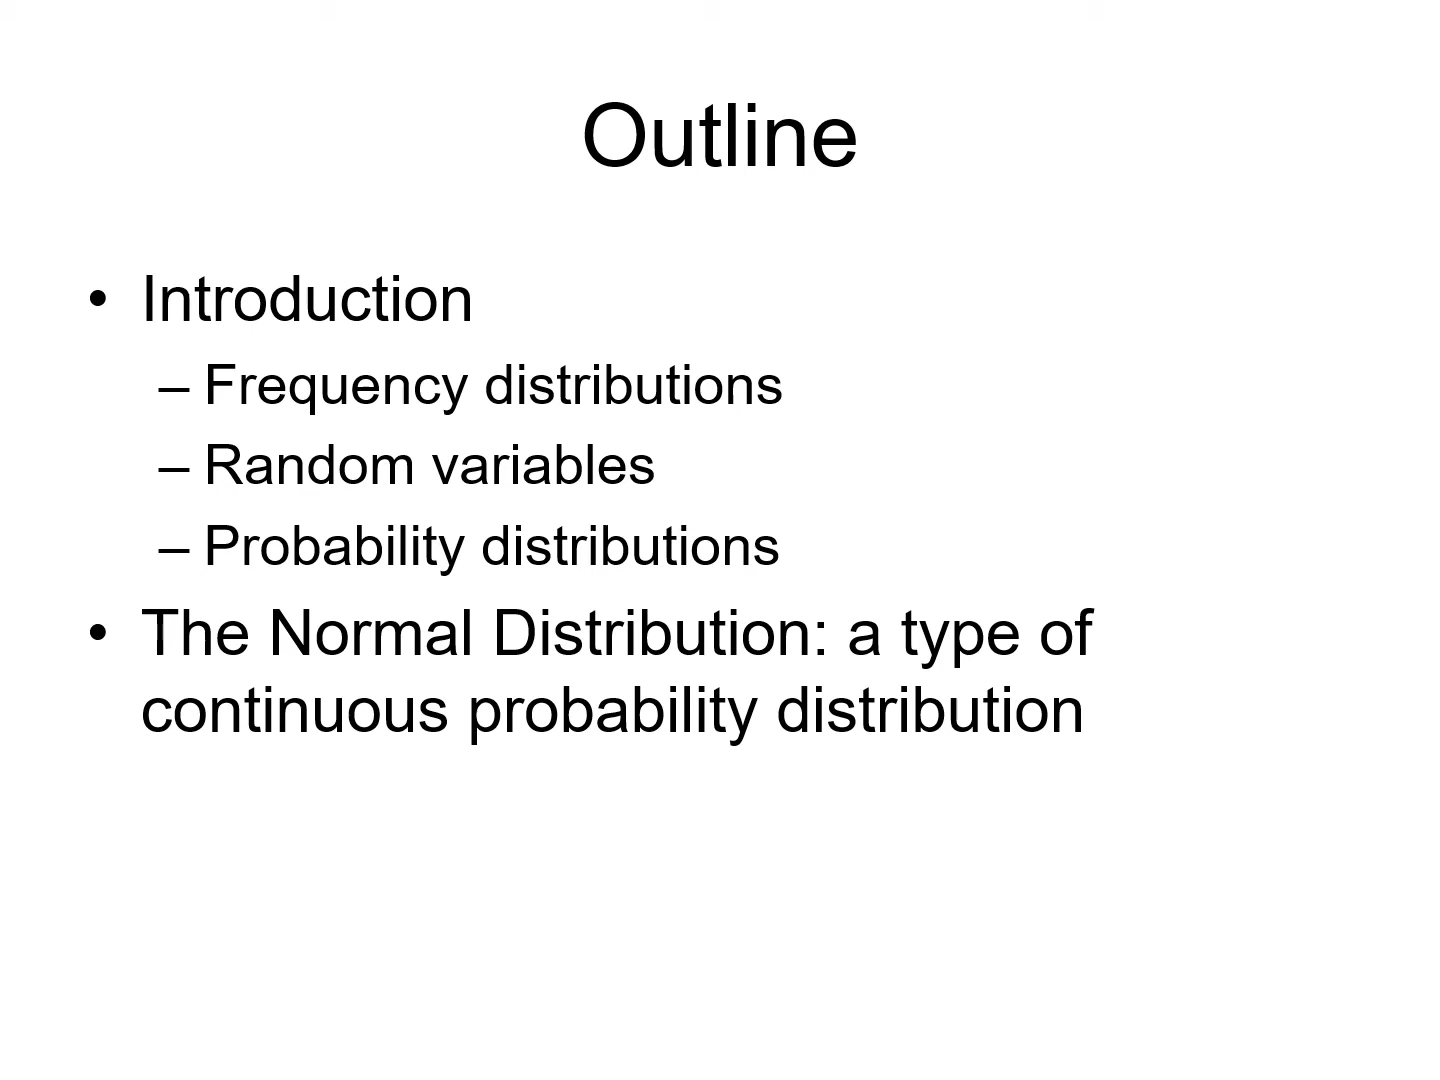 Outline
• Introduction
– Frequency distributions
– Random variables
– Probability distributions
• The Normal Distribution: a type of
continuous probability distribution